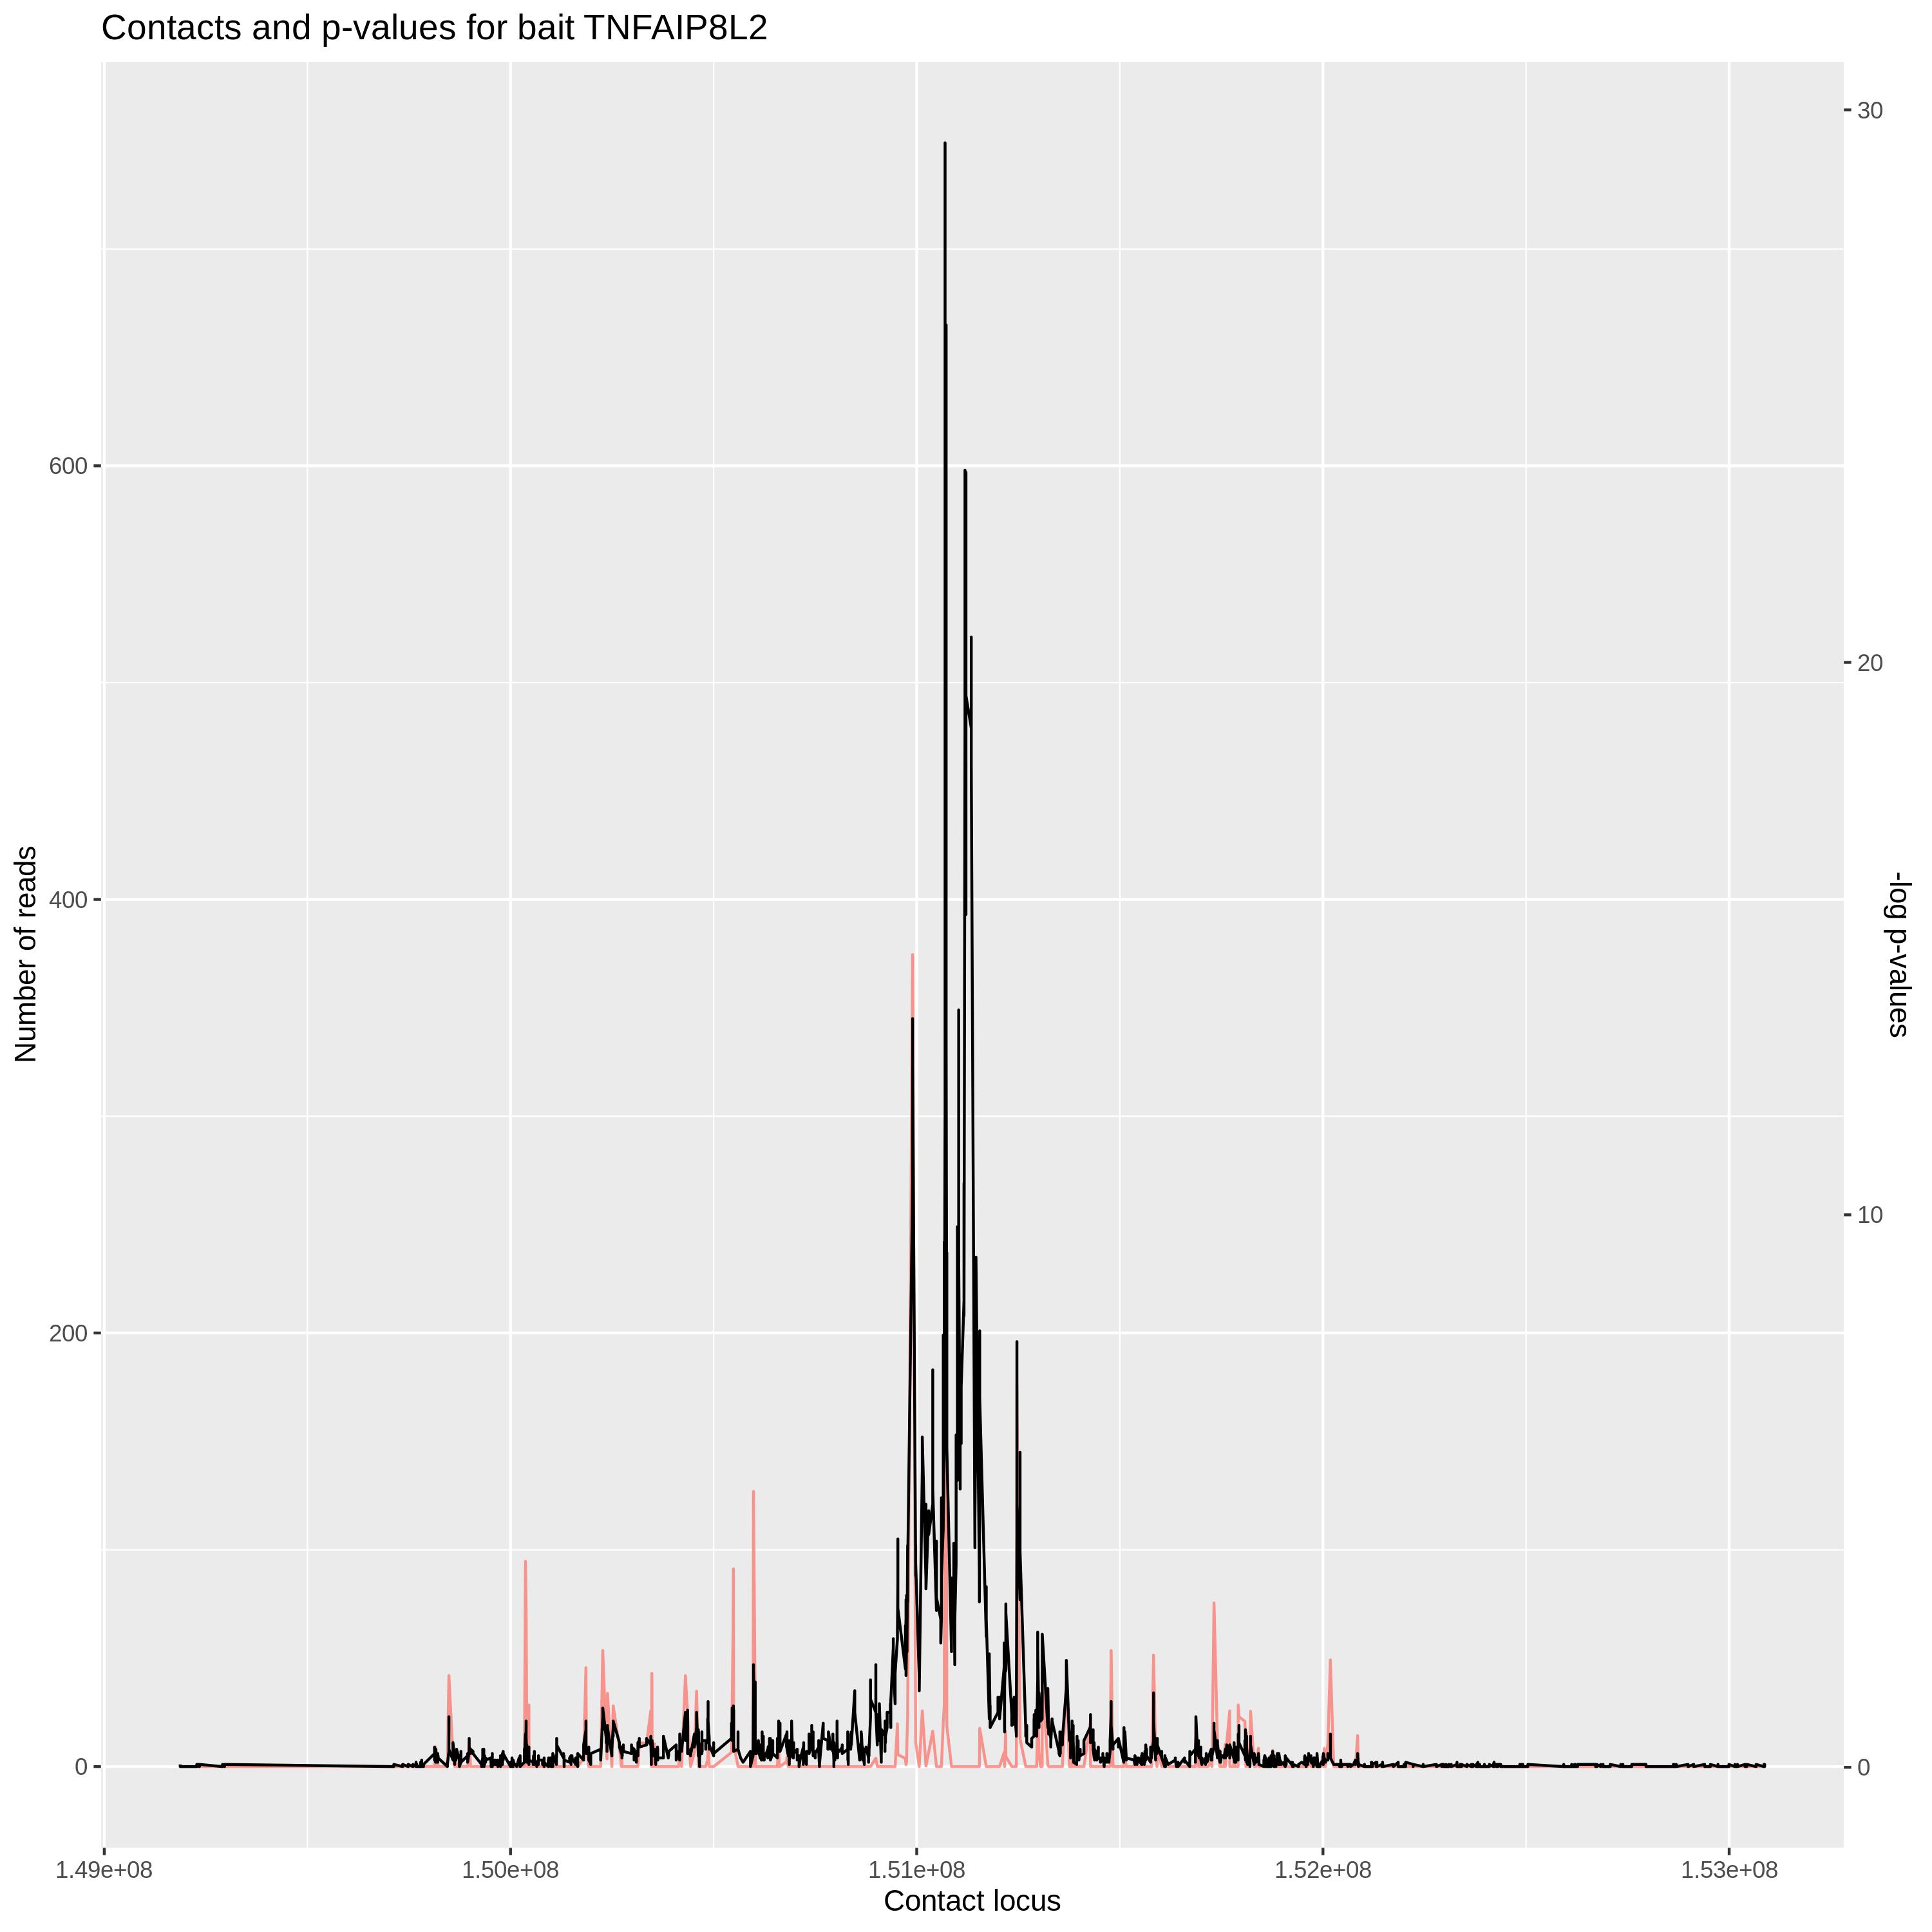 Contacts and p-values for bait TNFAIP8L2
30
600
20
400
Number of reads
-log p-values
10
200
0
0
1.49e+08
1.50e+08
1.51e+08
1.52e+08
1.53e+08
Contact locus